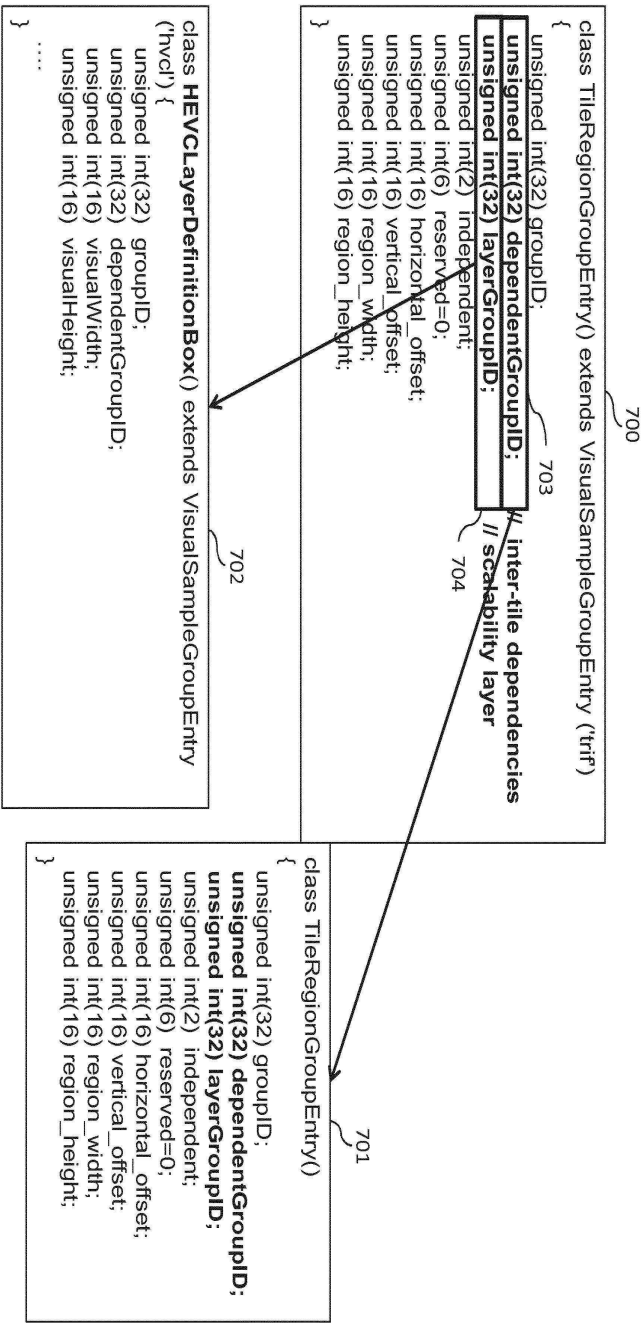 700
class TileRegionGroupEntry() extends VisualSampleGroupEntry ('trif')
{
unsigned int(32) groupID;
703
unsigned int(32) dependentGroupID; // inter-tile dependencies
unsigned int(32) layerGroupID; // scalability layer
704
unsigned int(2) independent;
unsigned int(6) reserved=0;
unsigned int(16) horizontal_offset;
unsigned int(16) vertical_offset;
unsigned int(16) region_width;
unsigned int(16) region_height;
}
702
class HEVCLayerDefinitionBox() extends VisualSampleGroupEntry
('hvcl') {
unsigned int(32) groupID;
unsigned int(32) dependentGroupID;
unsigned int(16) visualWidth;
unsigned int(16) visualHeight;
....
}
701
class TileRegionGroupEntry()
{
unsigned int(32) groupID;
unsigned int(32) dependentGroupID;
unsigned int(32) layerGroupID;
unsigned int(2) independent;
unsigned int(6) reserved=0;
unsigned int(16) horizontal_offset;
unsigned int(16) vertical_offset;
unsigned int(16) region_width;
unsigned int(16) region_height;
}